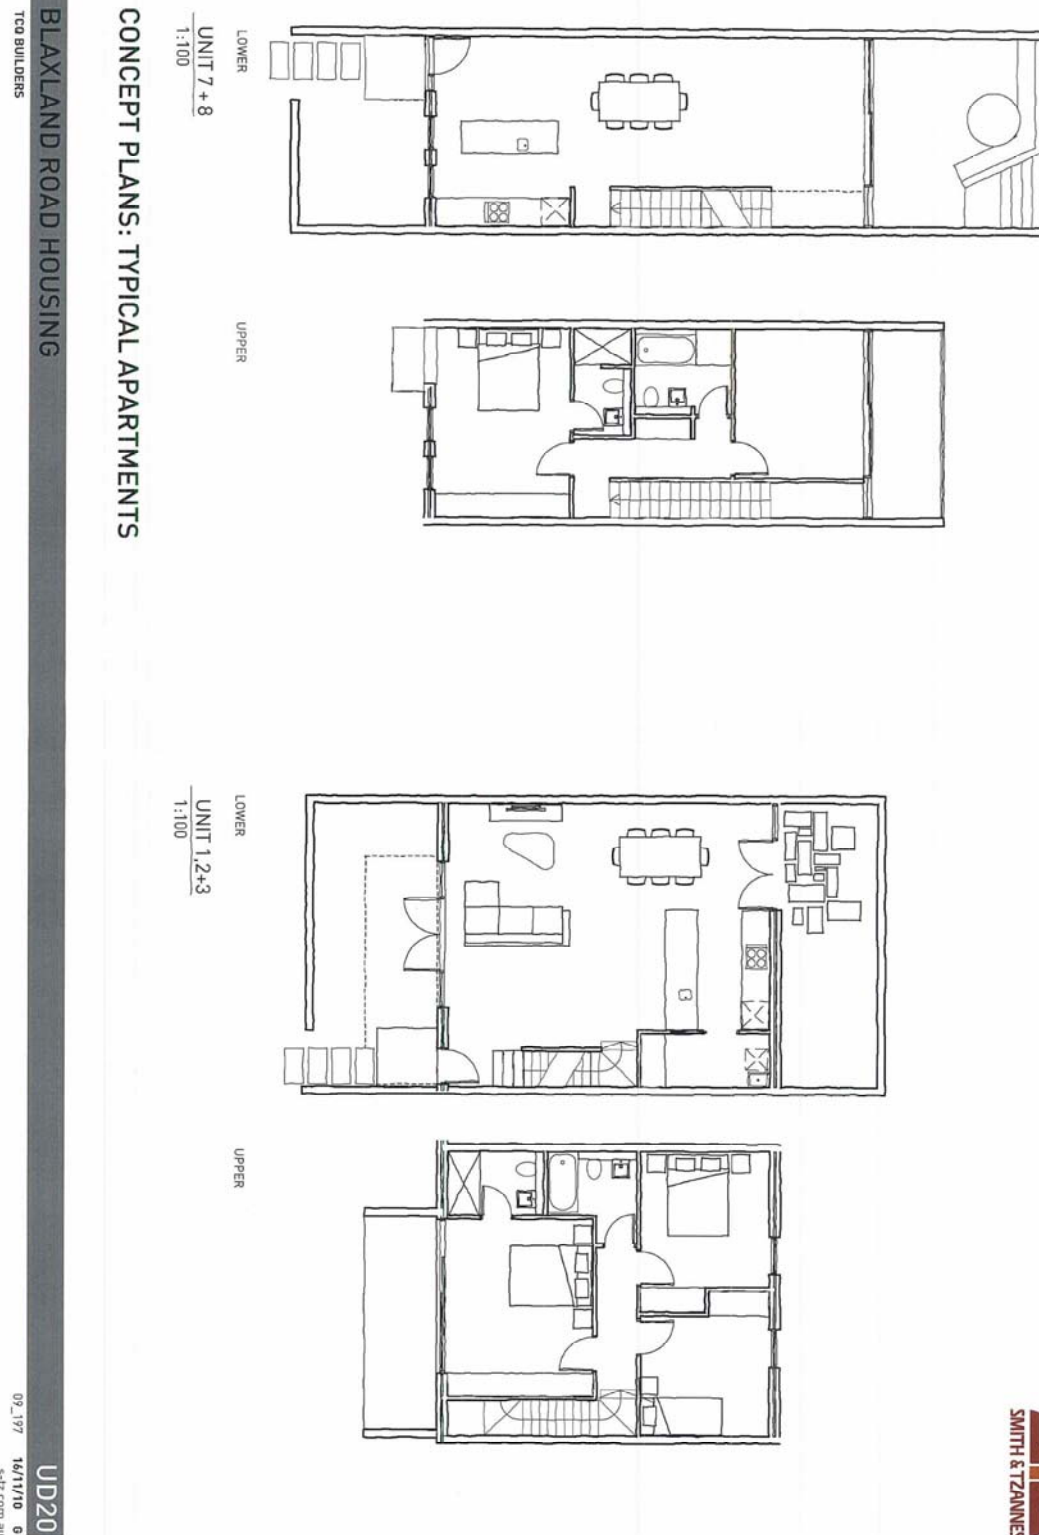 SMITH & TZANNES
LOWER
UNIT 7 + 8
1:100
UPPER
LOWER
UNIT 1,2+3
1:100
UPPER
CONCEPT PLANS: TYPICAL APARTMENTS
BLAXLAND ROAD HOUSING
UD20
TCQ BUILDERS
09_197 16/11/10 G